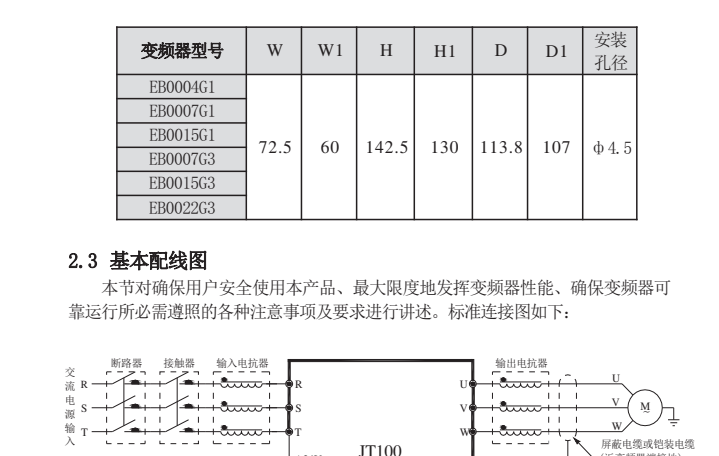 变频器型号 W W1 H H1 D D1 安装孔径
EB0004G1
EB0007G1
EB0015G1
EB0007G3
EB0015G3
EB0022G3
72.5 60 142.5 130 113.8 107 φ4.5
2.3 基本配线图
本节对确保用户安全使用本产品、最大限度地发挥变频器性能、确保变频器可
靠运行所必需遵照的各种注意事项及要求进行讲述。标准连接图如下：
断路器 接触器 输入电抗器 输出电抗器
交流电源输入
R R U U
S S V V M ~
T T W W
JT100
屏蔽电缆或铠装电缆